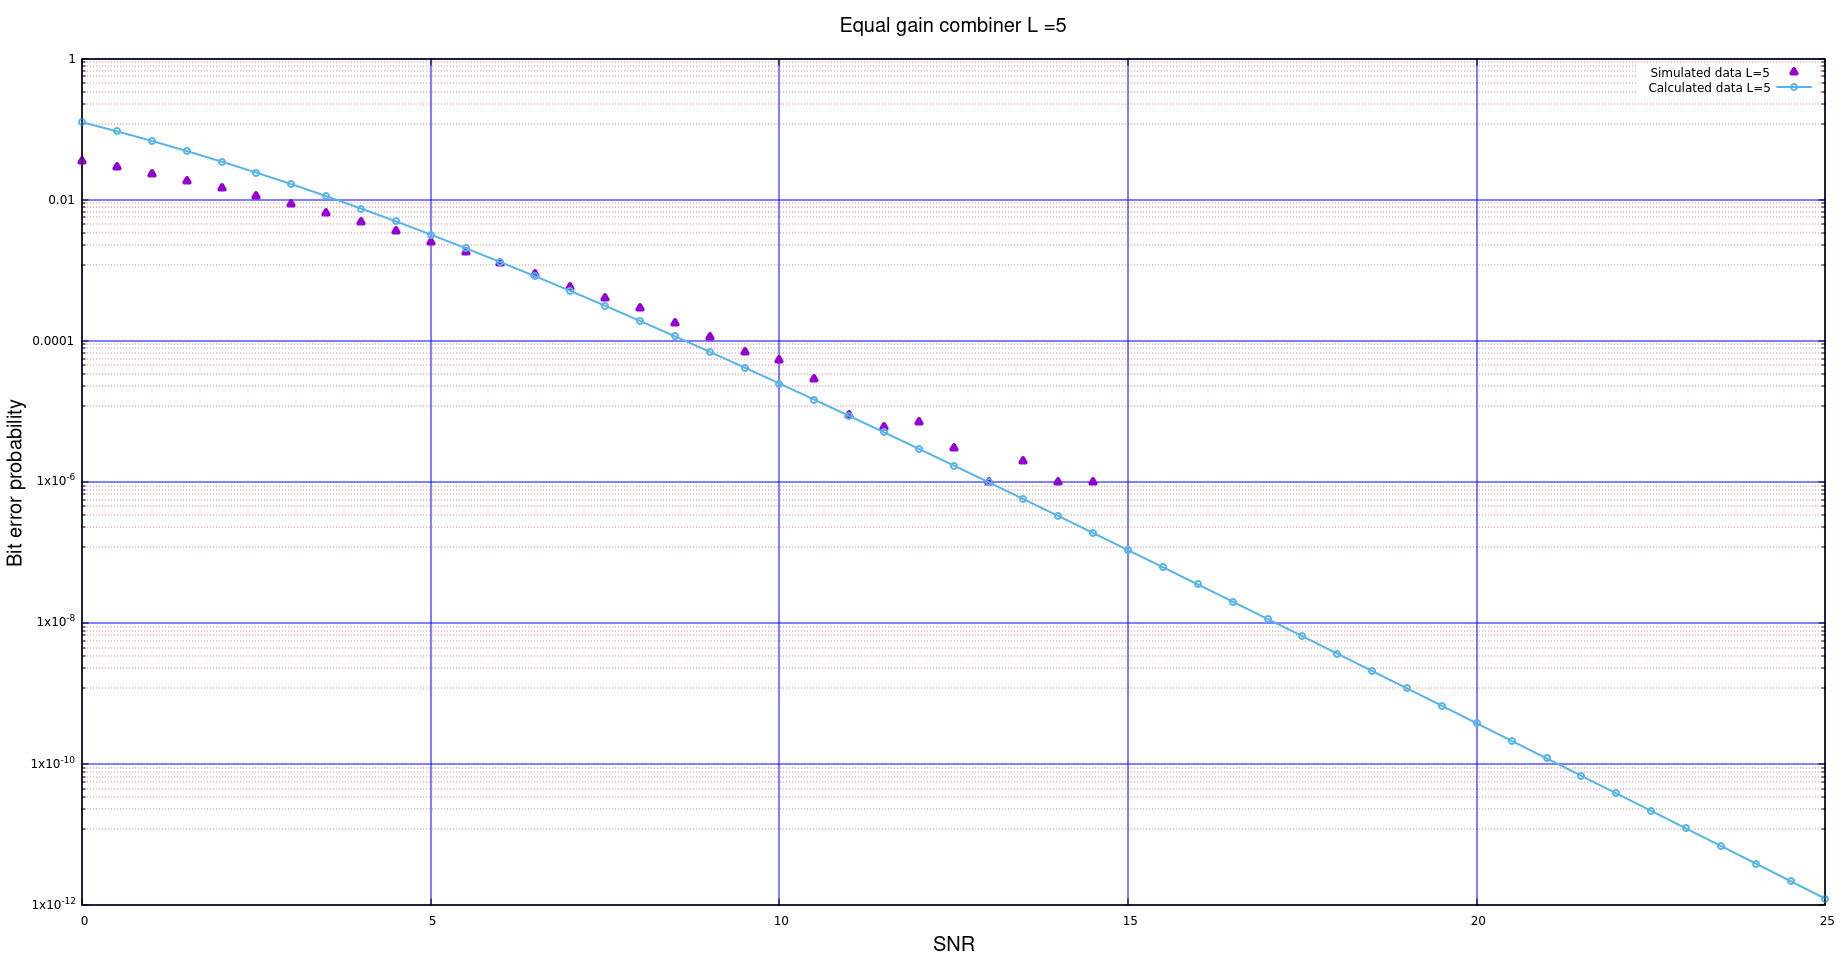 Equal gain combiner L =5
1
Simulated data L=5
Calculated data L=5
0.01
0.0001
Bit error probability
1x10-6
1x10-8
1x10-10
1x10-12
0 5 10 15 20 25
SNR